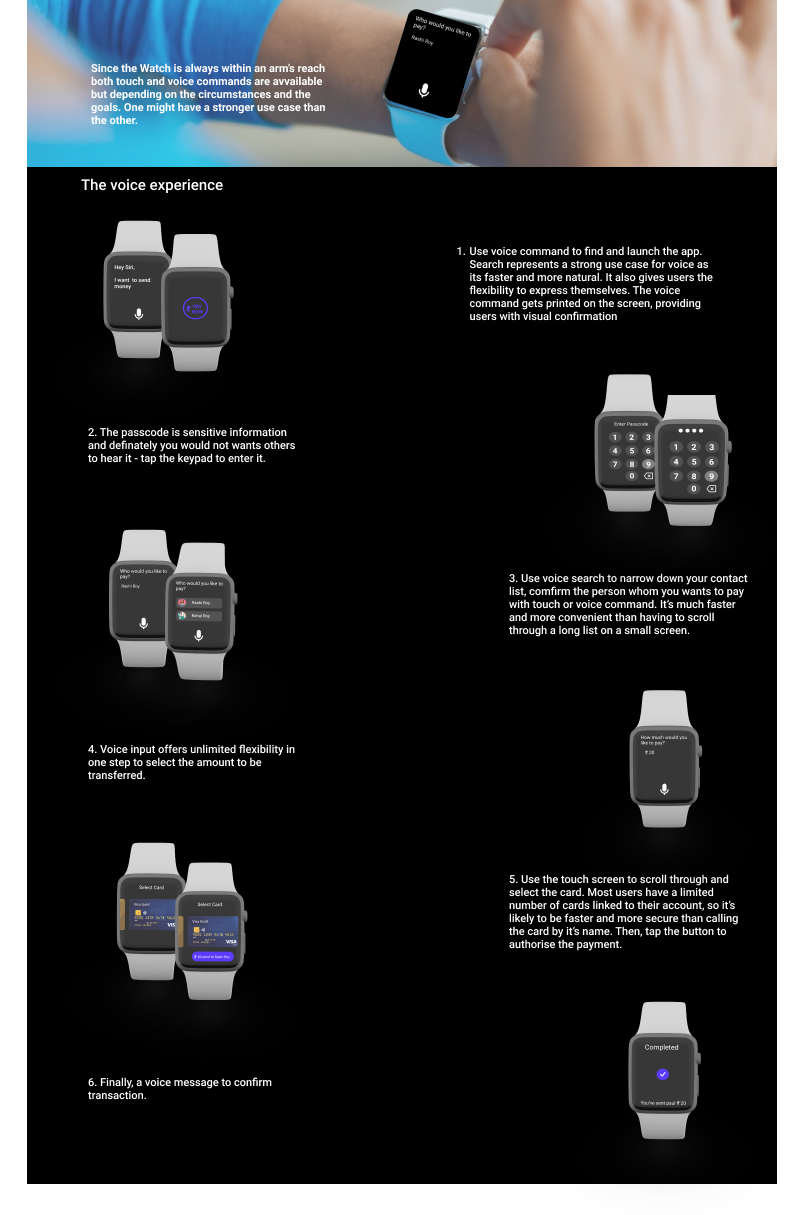 Who would you like to
pay?
Rashi Roy
Since the Watch is always within an arm's reach
both touch and voice commands are avvailable
but depending on the circumstances and the
goals. One might have a stronger use case than
the other.
The voice experience
Hey Siri,
I want to send
money
1. Use voice command to find and launch the app.
Search represents a strong use case for voice as
its faster and more natural. It also gives users the
flexibility to express themselves. The voice
command gets printed on the screen, providing
users with visual confirmation
2. The passcode is sensitive information
and definately you would not wants others
to hear it - tap the keypad to enter it.
Enter Passcode
1 2 3
4 5 6
7 8 9
0
1 2 3
4 5 6
7 8 9
0
Who would you like to
pay?
Rashi Roy
Who would you like to
pay?
Rashi Roy
Rahul Roy
3. Use voice search to narrow down your contact
list, comfirm the person whom you wants to pay
with touch or voice command. It's much faster
and more convenient than having to scroll
through a long list on a small screen.
4. Voice input offers unlimited flexibility in
one step to select the amount to be
transferred.
How much would you
like to pay?
₹ 20
Select Card
Visa Gold
VIS
Select Card
Visa Gold
VISA
5. Use the touch screen to scroll through and
select the card. Most users have a limited
number of cards linked to their account, so it's
likely to be faster and more secure than calling
the card by it's name. Then, tap the button to
authorise the payment.
6. Finally, a voice message to confirm
transaction.
Completed
You've sent paul ₹ 20